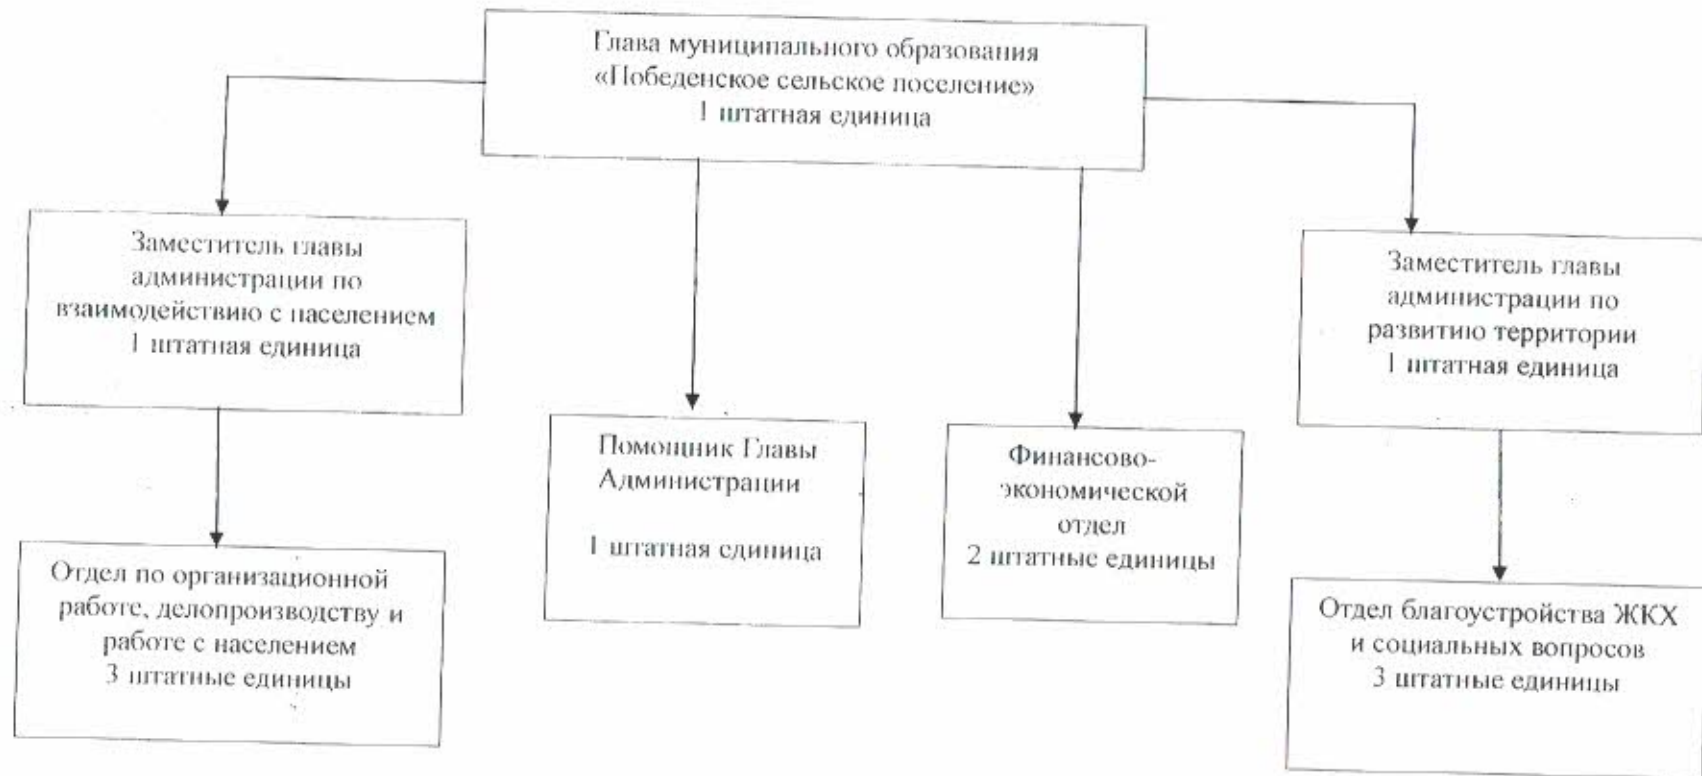 Глава муниципального образования
«Победенское сельское поселение»
1 штатная единица
Заместитель главы
администрации по
взаимодействию с населением
1 штатная единица
Заместитель главы
администрации по
развитию территории
1 штатная единица
Помощник Главы
Администрации
1 штатная единица
Финансово-
экономической
отдел
2 штатные единицы
Отдел по организационной
работе, делопроизводству и
работе с населением
3 штатные единицы
Отдел благоустройства ЖКХ
и социальных вопросов
3 штатные единицы